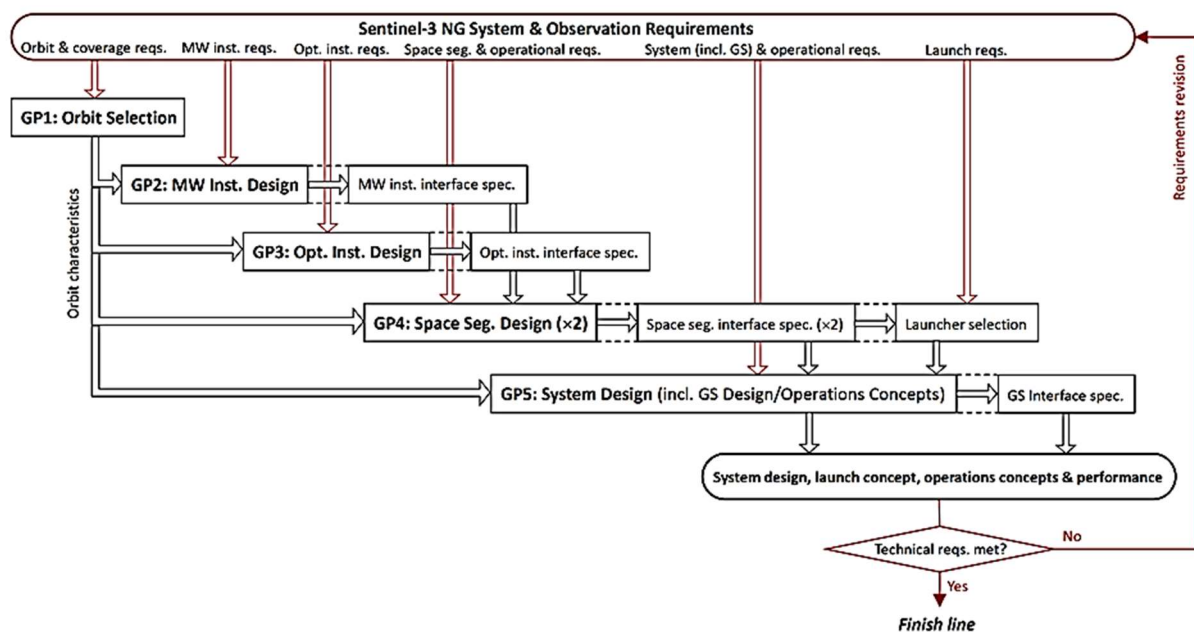 Sentinel-3 NG System & Observation Requirements
Orbit & coverage reqs.
MW inst. reqs.
Opt. inst. reqs.
Space seg. & operational reqs.
System (incl. GS) & operational reqs.
Launch reqs.
Requirements revision
GP1: Orbit Selection
Orbit characteristics
GP2: MW Inst. Design
MW inst. interface spec.
GP3: Opt. Inst. Design
Opt. inst. interface spec.
GP4: Space Seg. Design (×2)
Space seg. interface spec. (×2)
Launcher selection
GP5: System Design (incl. GS Design/Operations Concepts)
GS Interface spec.
System design, launch concept, operations concepts & performance
Technical reqs. met?
No
Yes
Finish line